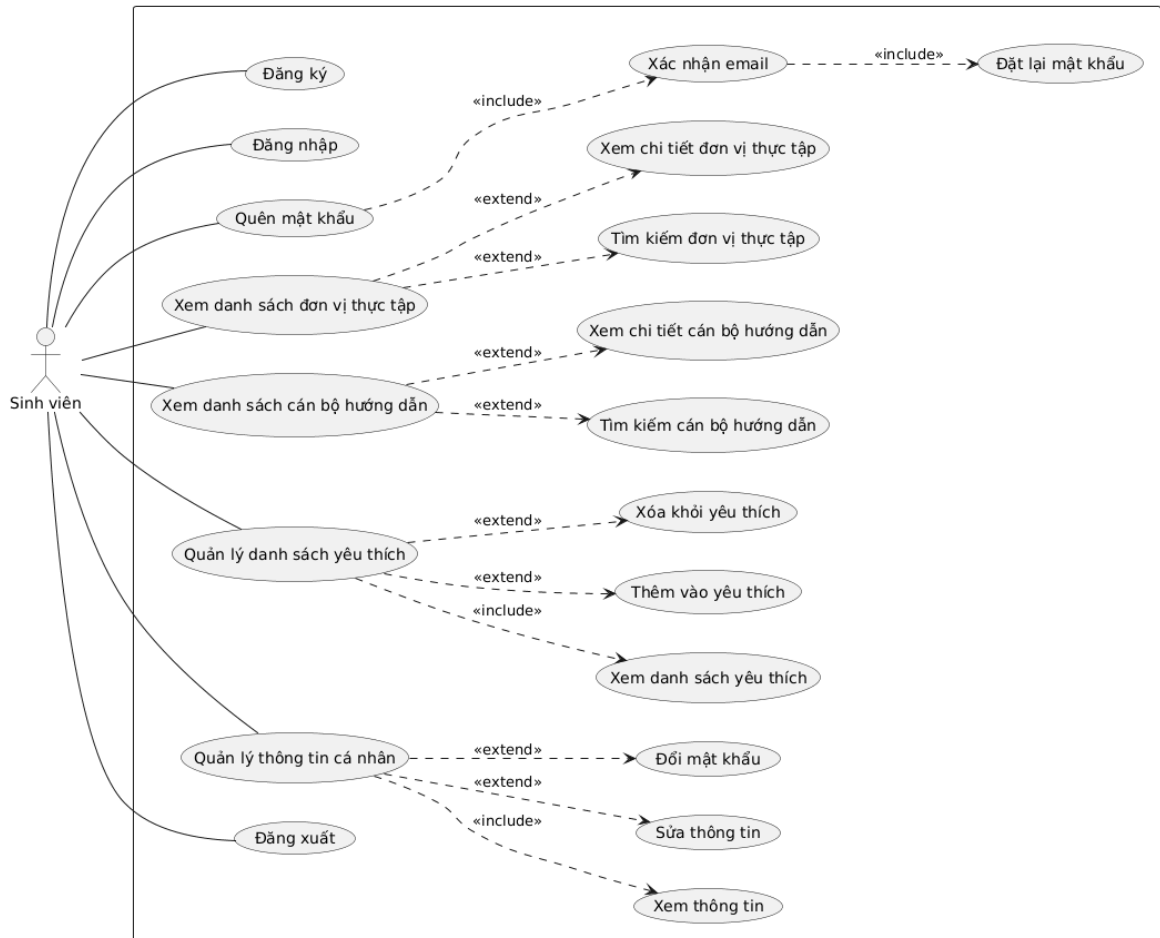 Đăng ký
Xác nhận email
«include»
Đặt lại mật khẩu
«include»
Đăng nhập
Xem chi tiết đơn vị thực tập
Quên mật khẩu
«extend»
Tìm kiếm đơn vị thực tập
«extend»
Xem danh sách đơn vị thực tập
Xem chi tiết cán bộ hướng dẫn
«extend»
Sinh viên
Xem danh sách cán bộ hướng dẫn
«extend»
Tìm kiếm cán bộ hướng dẫn
«extend»
Xóa khỏi yêu thích
Quản lý danh sách yêu thích
«extend»
Thêm vào yêu thích
«include»
Xem danh sách yêu thích
Quản lý thông tin cá nhân
«extend»
Đổi mật khẩu
«extend»
Sửa thông tin
«include»
Đăng xuất
Xem thông tin